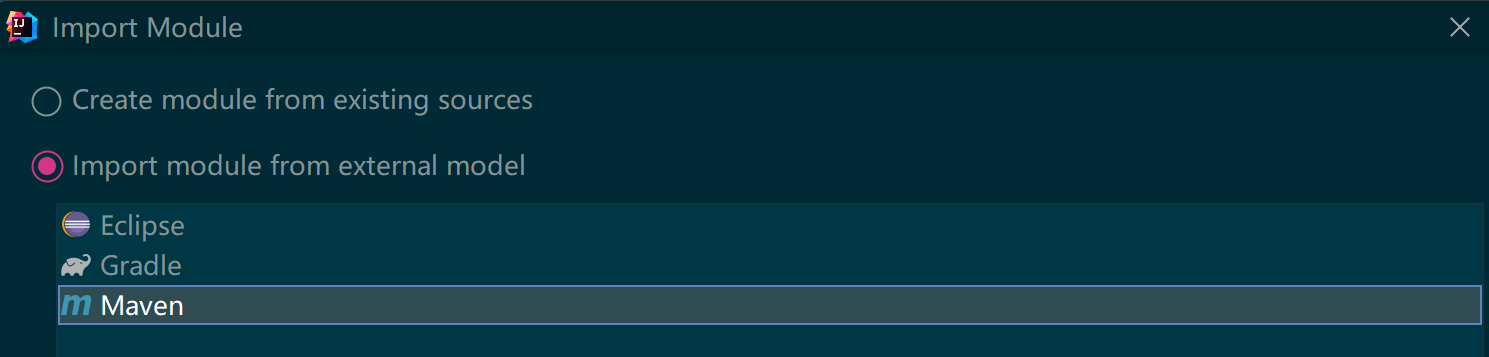 IJ
Import Module
Create module from existing sources
Import module from external model
Eclipse
Gradle
m Maven